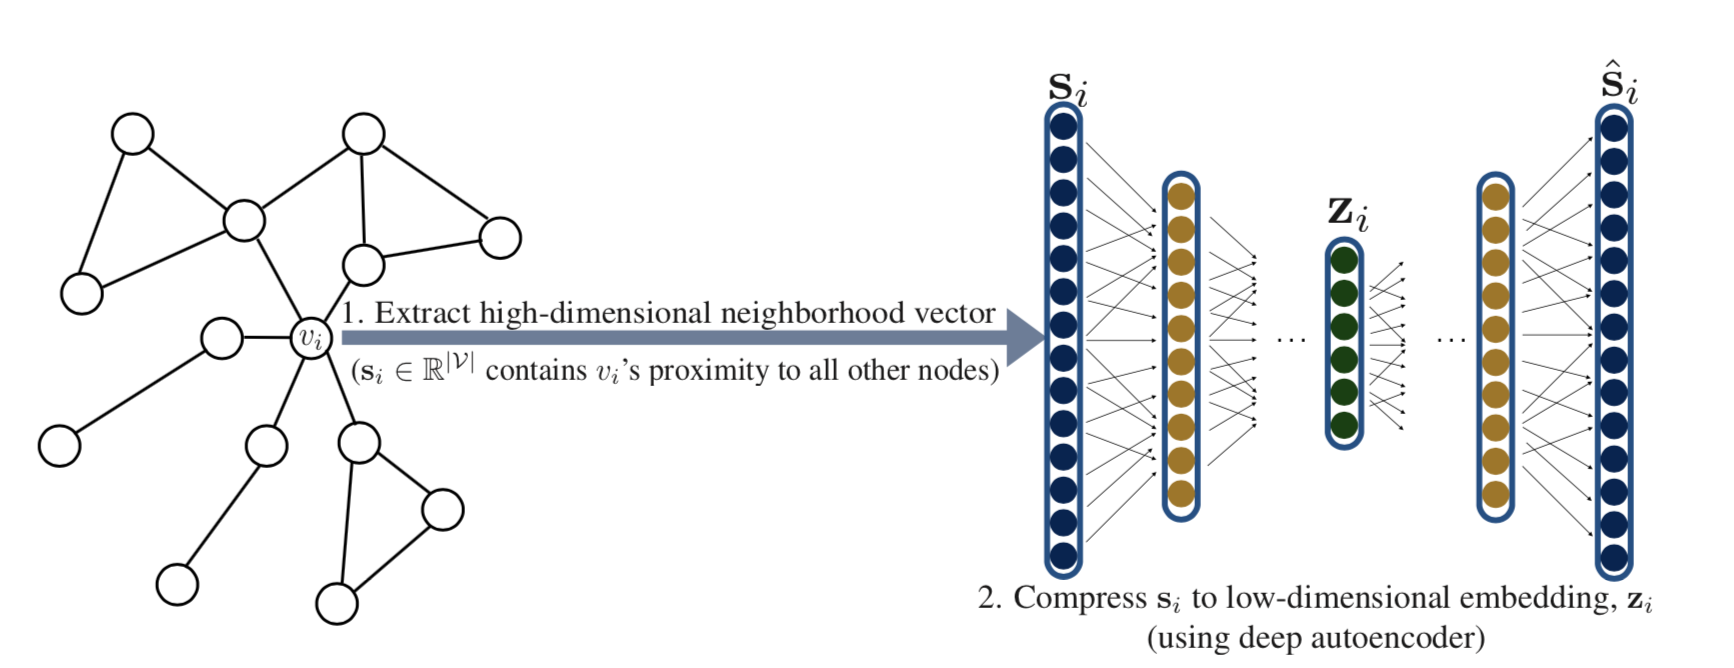 v_i
1. Extract high-dimensional neighborhood vector
(s_i ∈ ℝ^|𝒱| contains v_i's proximity to all other nodes)
s_i
z_i
ŝ_i
...
...
2. Compress s_i to low-dimensional embedding, z_i
(using deep autoencoder)